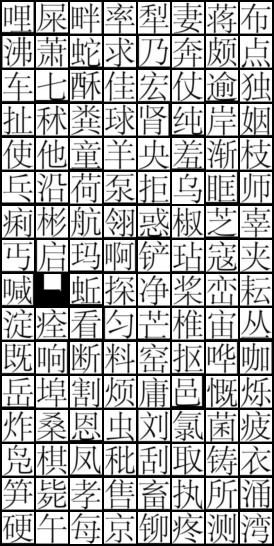 哩屎畔率犁妻蒋布
沸萧蛇求乃奔颇点
车七酥佳宏仗逾独
扯秫粪球肾纯岸姻
使他童羊央羞渐枝
兵沿荷泵拒乌眶师
痢彬航翎惑椒芝辜
丐启玛啊铲玷寇夹
喊蚯探净桨峦耘
淀痊看匀芒椎宙丛
既响断料窑抠哗咖
岳埠割烦庸邑慨烁
炸桑恩虫刘氯菌疲
凫棋凤秕刮取铸衣
笋毙孝售畜执所涌
硬午每京铆疼测湾